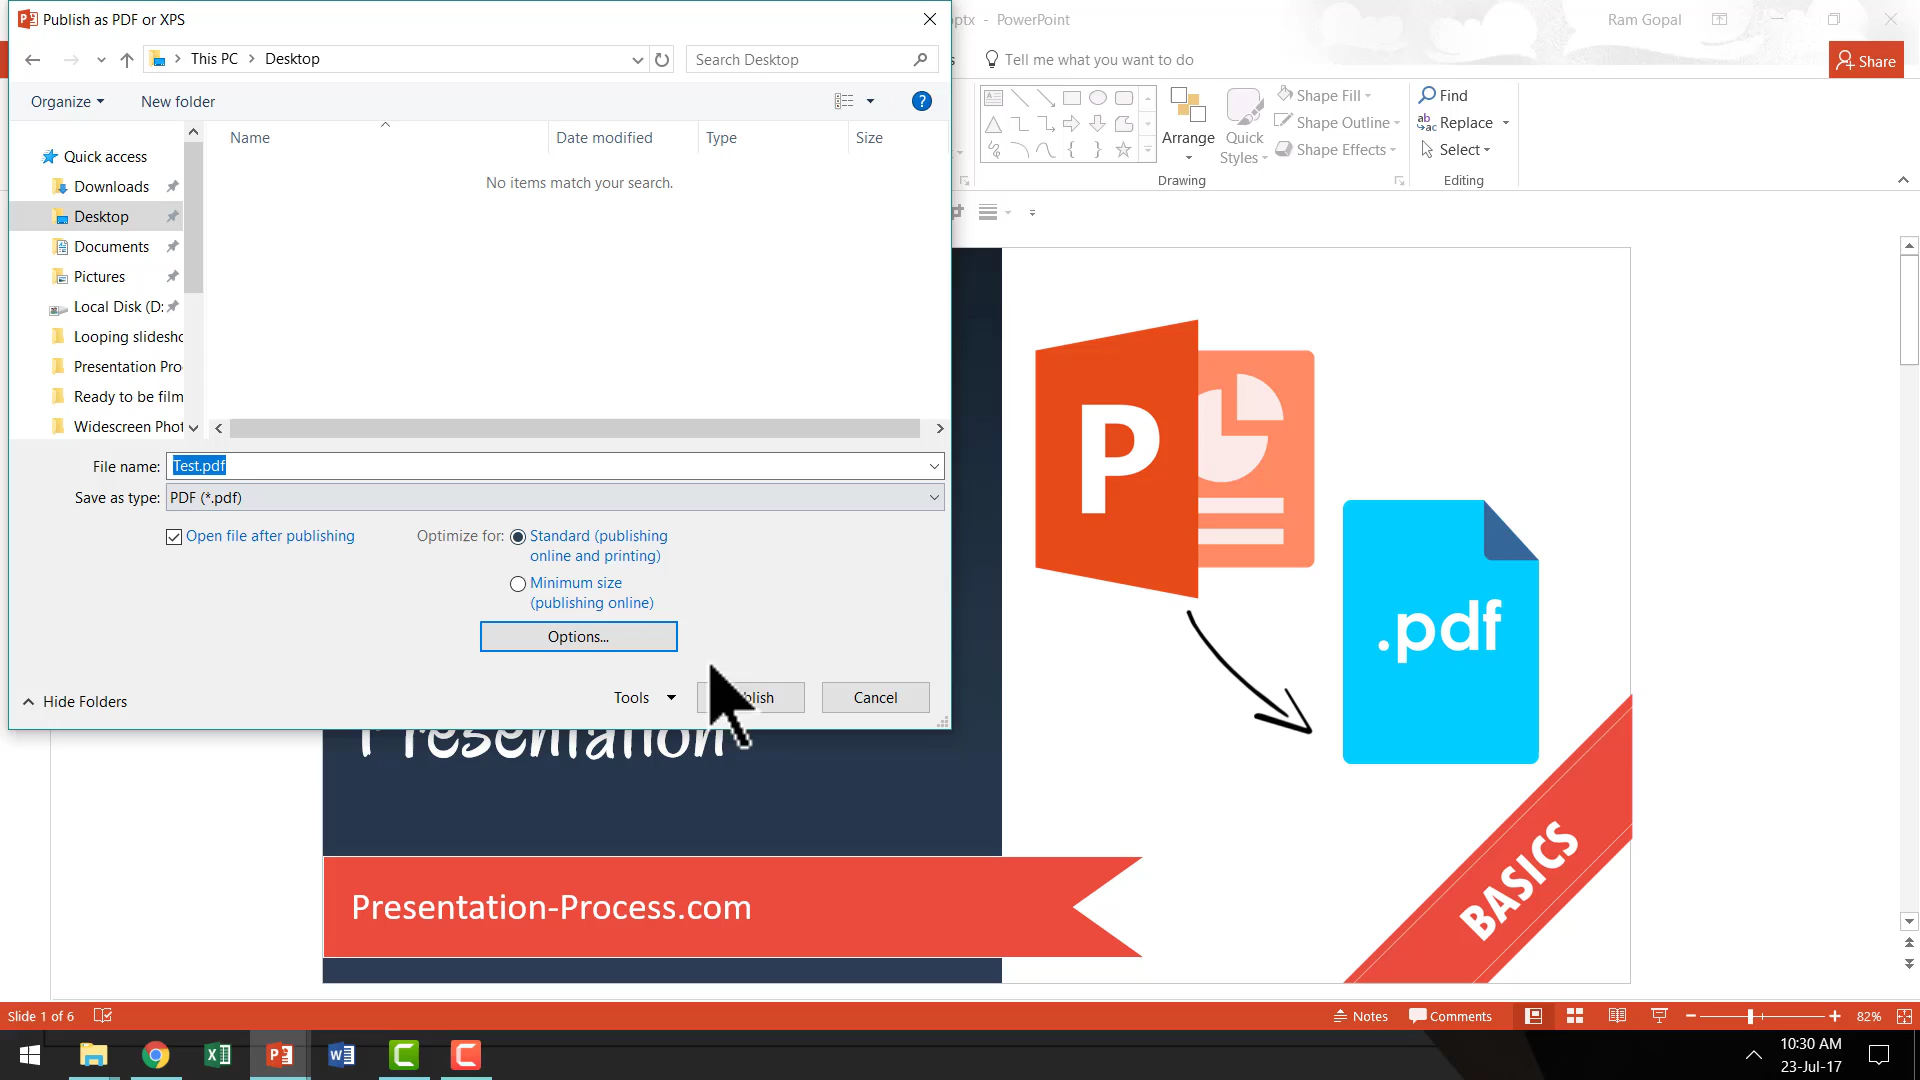 Publish as PDF or XPS
ptx - PowerPoint
Ram Gopal
This PC
Desktop
Search Desktop
Tell me what you want to do
Share
Organize
New folder
?
Name
Date modified
Type
Size
No items match your search.
Quick access
Downloads
Desktop
Documents
Pictures
Local Disk (D:
Looping slidesho
Presentation Pro
Ready to be film
Widescreen Phot
Arrange
Quick
Styles
Shape Fill
Shape Outline
Shape Effects
Drawing
Find
Replace
Select
Editing
File name:
Test.pdf
Save as type:
PDF (*.pdf)
Open file after publishing
Optimize for:
Standard (publishing
online and printing)
Minimum size
(publishing online)
Options...
Hide Folders
Tools
blish
Cancel
P
.pdf
Presentation
Presentation-Process.com
BASICS
Slide 1 of 6
Notes
Comments
82%
10:30 AM
23-Jul-17